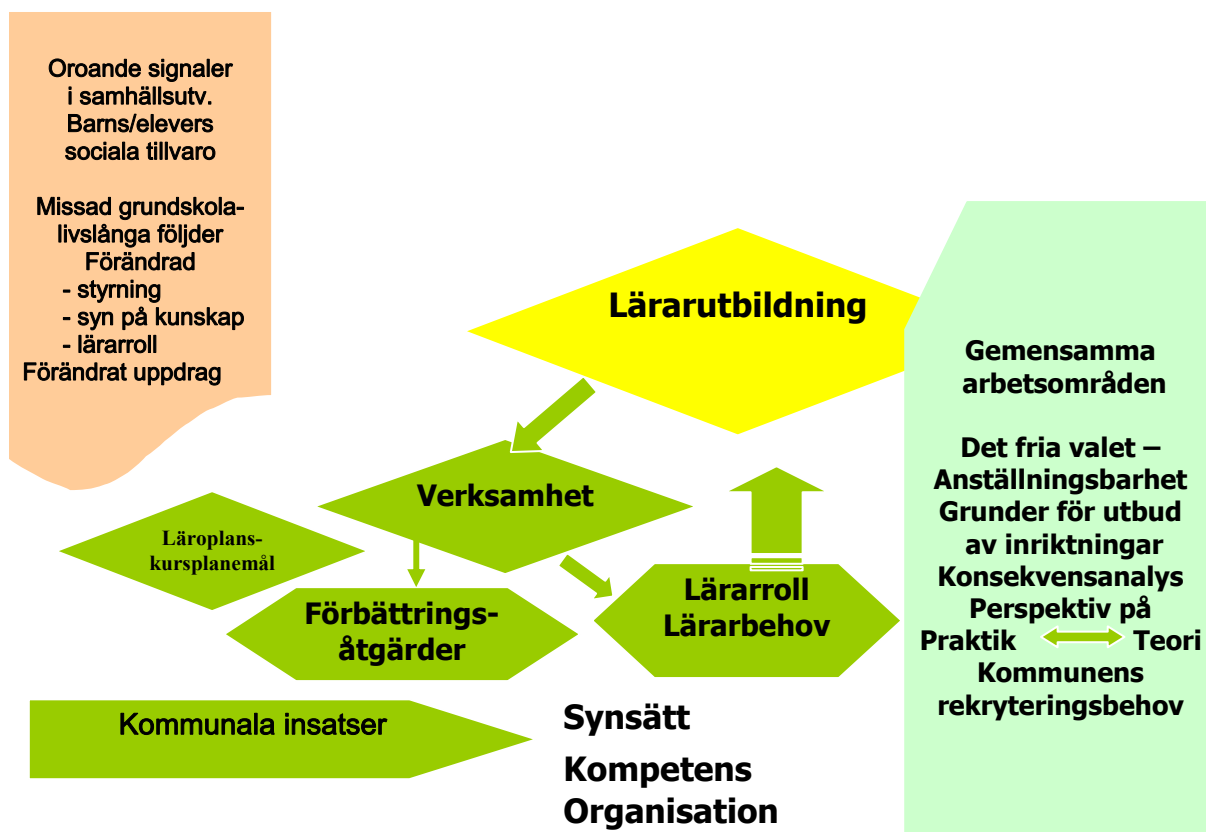 Oroande signaler
i samhällsutv.
Barns/elevers
sociala tillvaro
Missad grundskola-
livslånga följder
Förändrad
- styrning
- syn på kunskap
- lärarroll
Förändrat uppdrag
Lärarutbildning
Verksamhet
Läroplans-
kursplanemål
Förbättrings-
åtgärder
Lärarroll
Lärarbehov
Kommunala insatser
Synsätt
Kompetens
Organisation
Gemensamma
arbetsområden
Det fria valet –
Anställningsbarhet
Grunder för utbud
av inriktningar
Konsekvensanalys
Perspektiv på
Praktik Teori
Kommunens
rekryteringsbehov